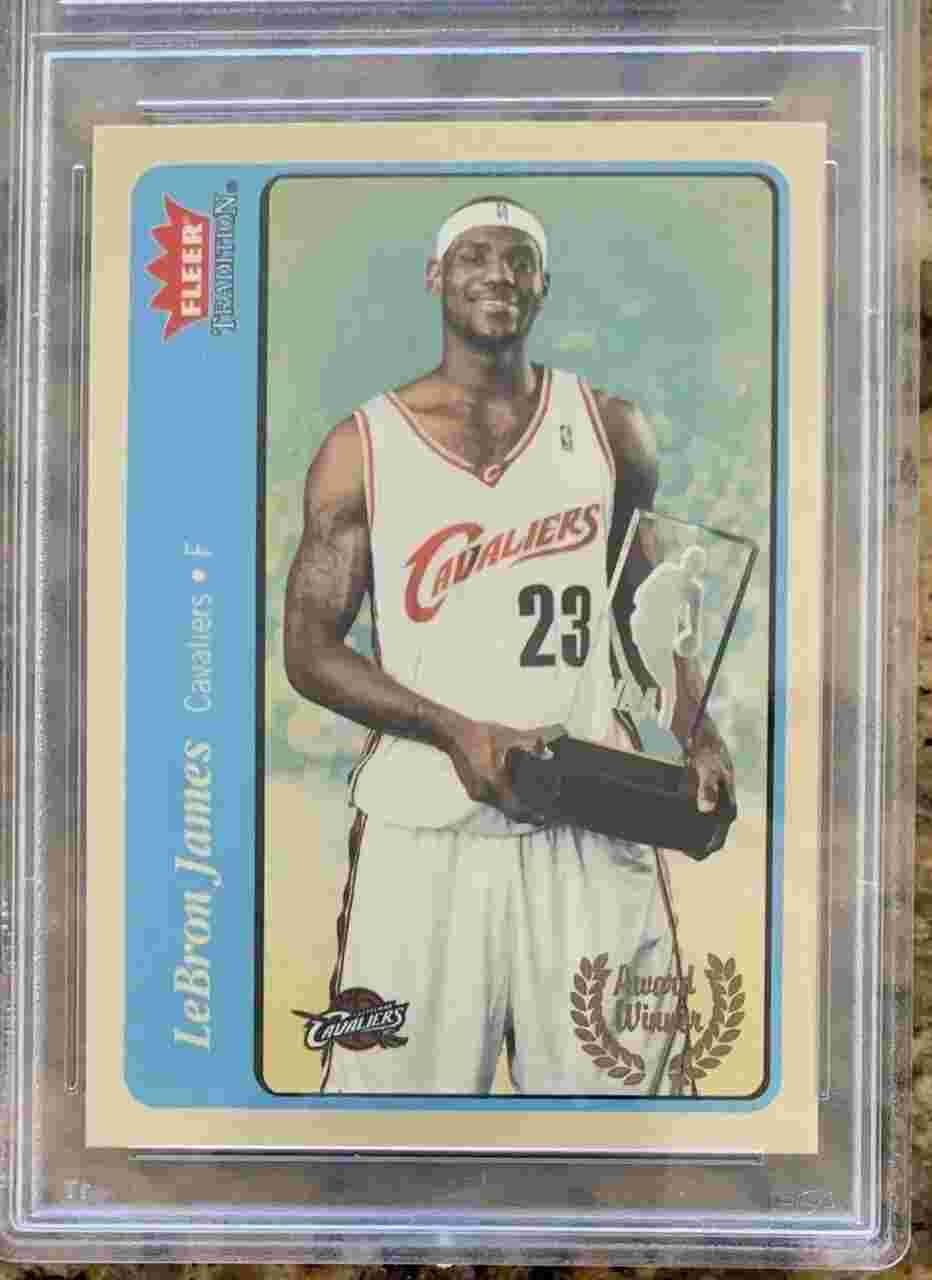 FLEER
TRADITION®
LeBron James Cavaliers • F
CAVALIERS
23
CAVALIERS
Award
Winner